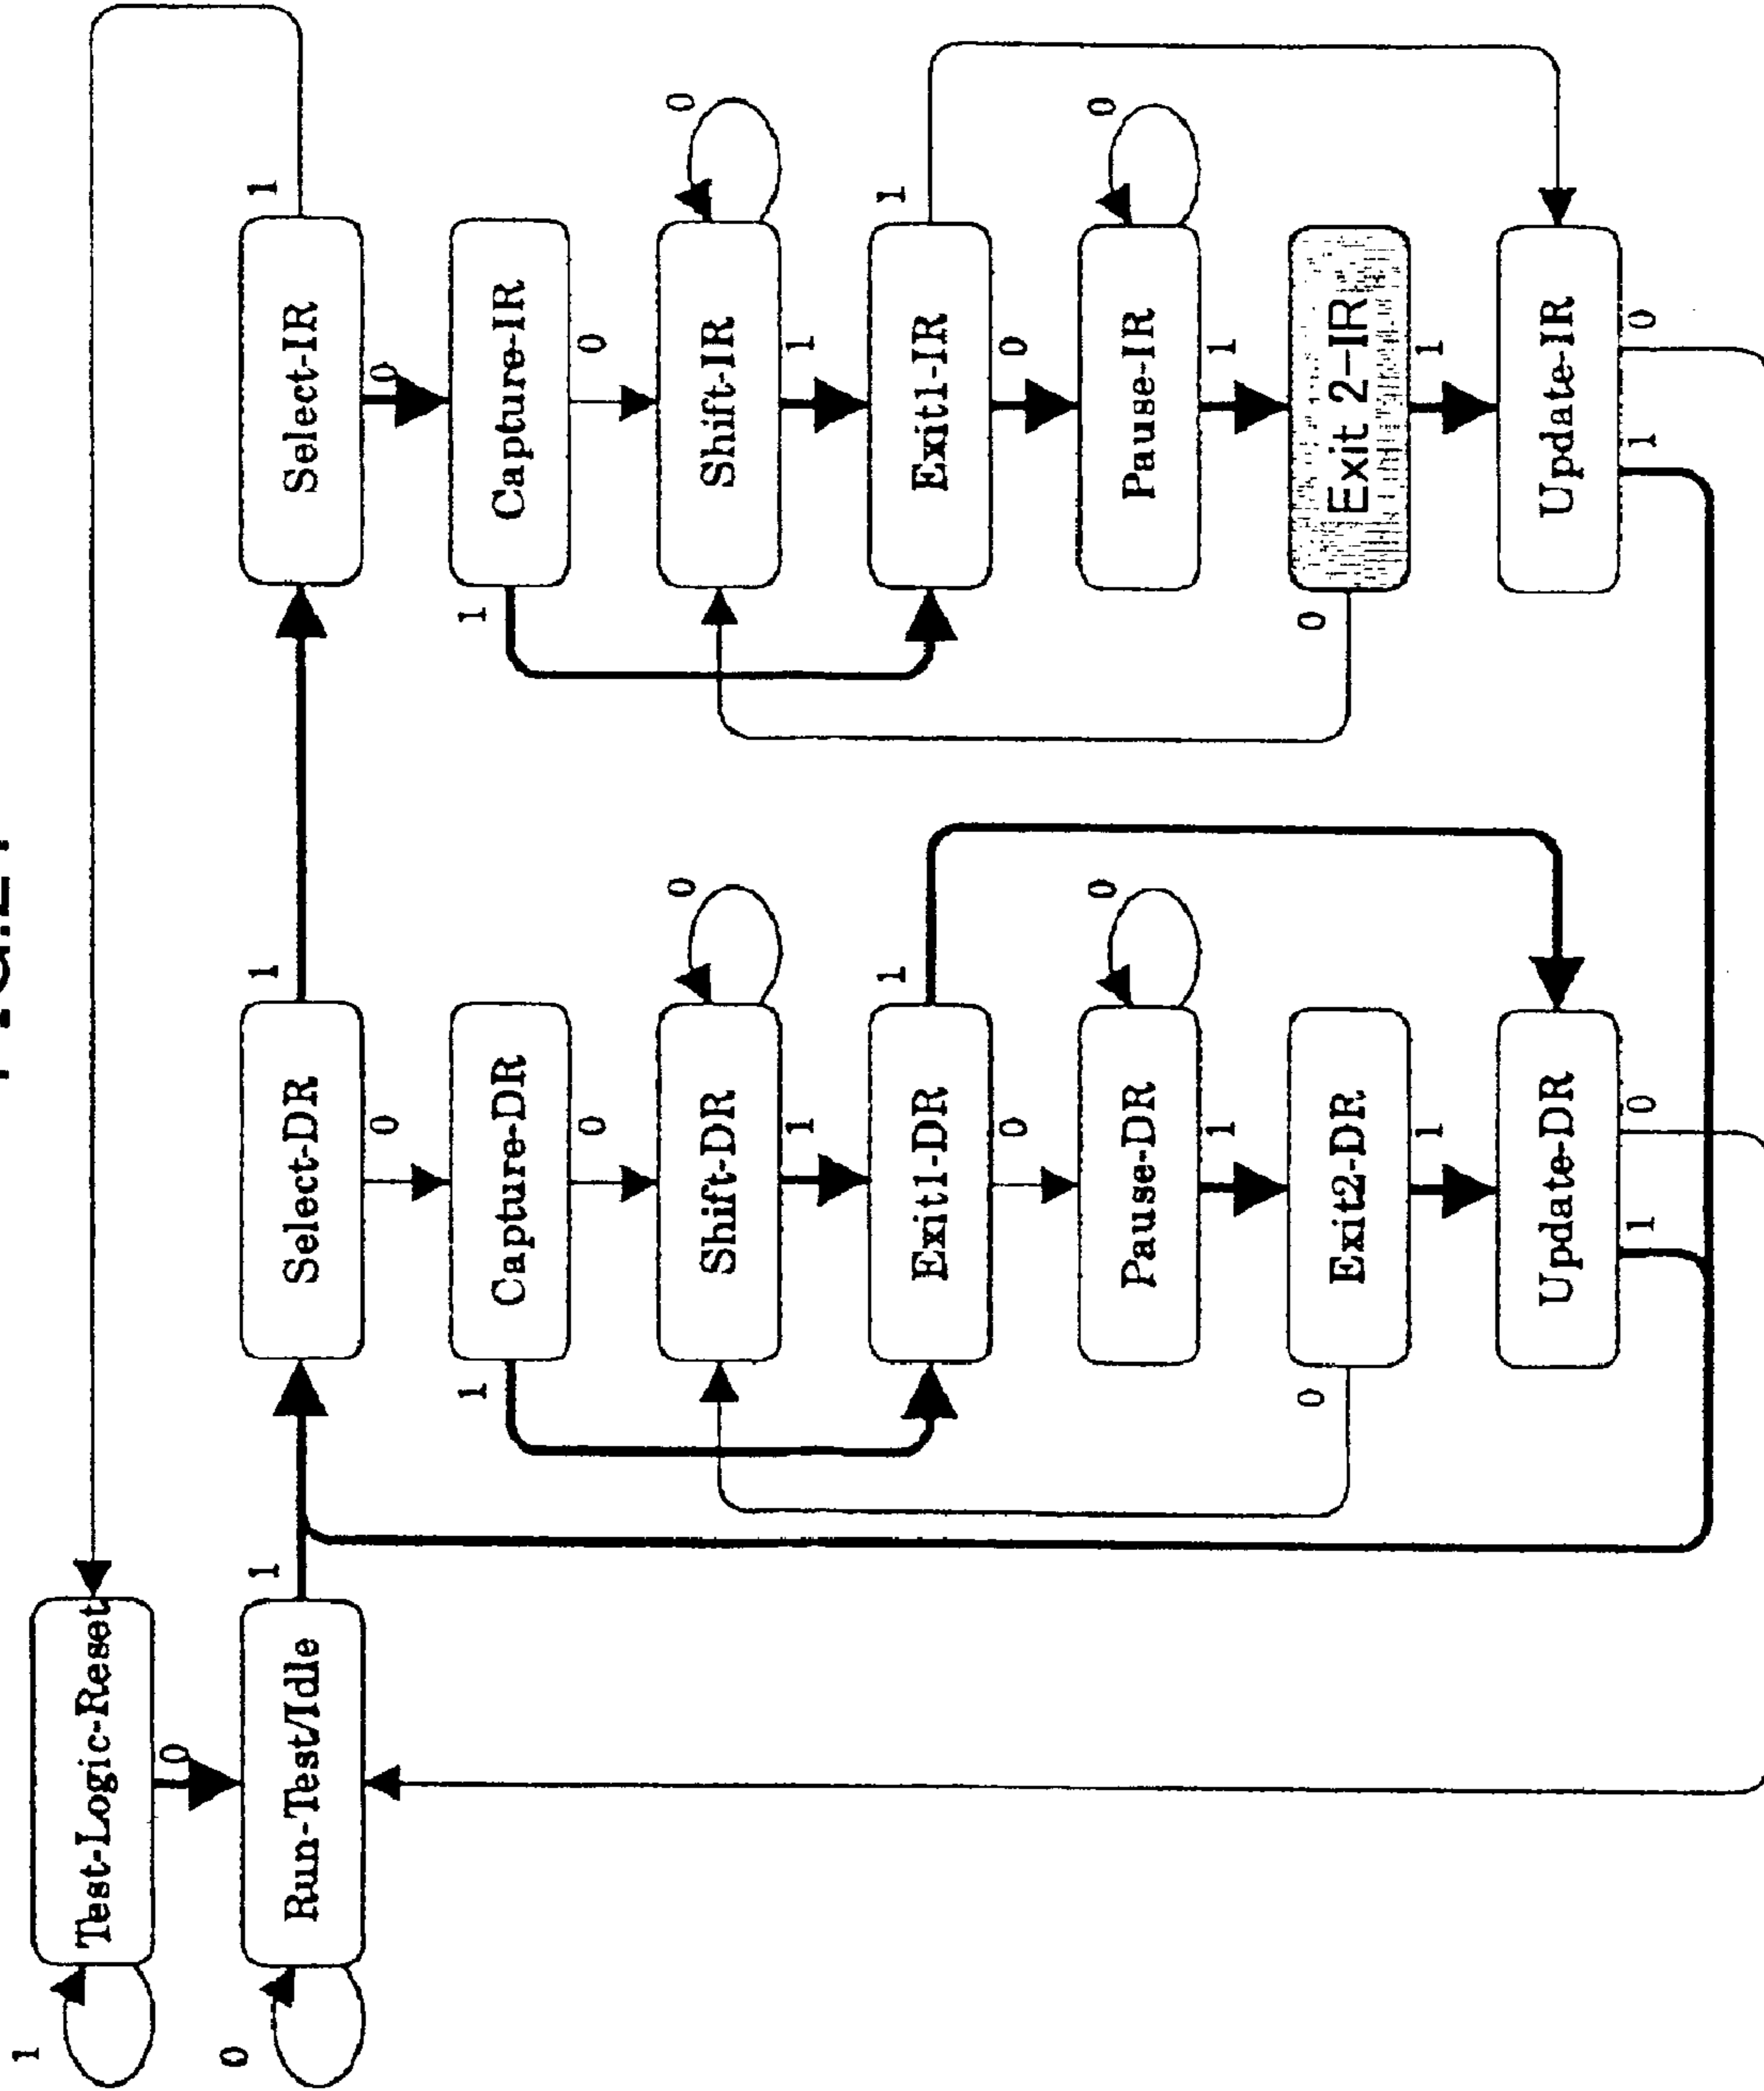 1
Test-Logic-Reset
0
0
Run-Test/Idle
1
Select-DR
1
Select-IR
1
0
0
Capture-DR
1
0
Capture-IR
1
0
Shift-DR
0
1
Shift-IR
0
1
Exit1-DR
1
0
Exit1-IR
1
0
Pause-DR
0
1
Pause-IR
0
1
Exit2-DR
0
1
Exit 2-IR
0
1
Update-DR
1
0
Update-IR
1
0